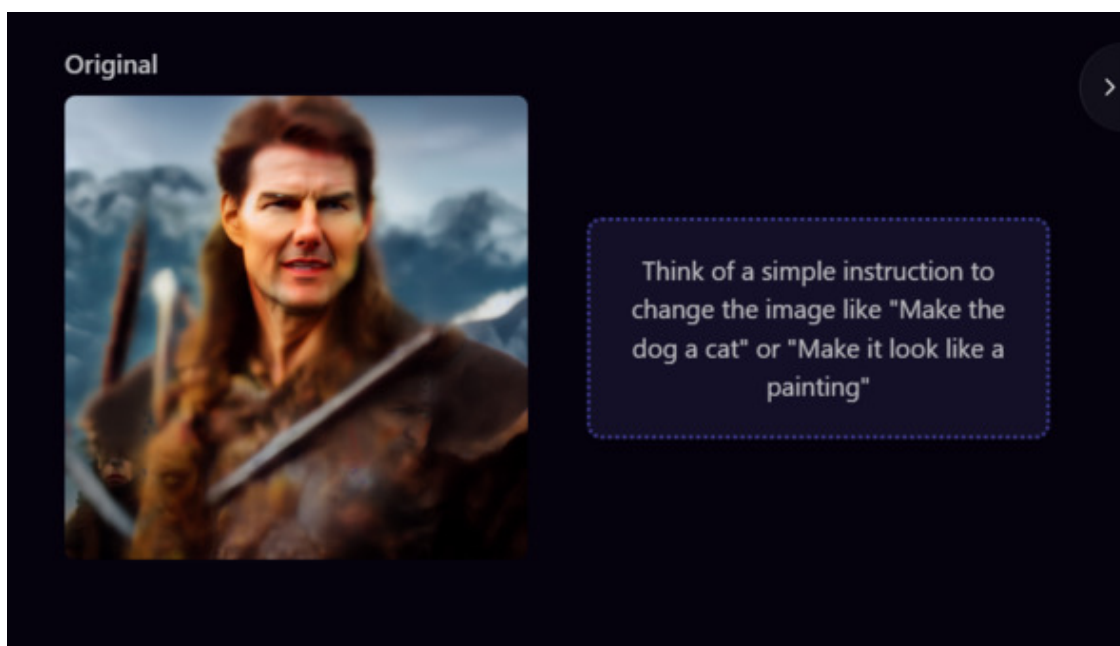 Original
Think of a simple instruction to
change the image like "Make the
dog a cat" or "Make it look like a
painting"